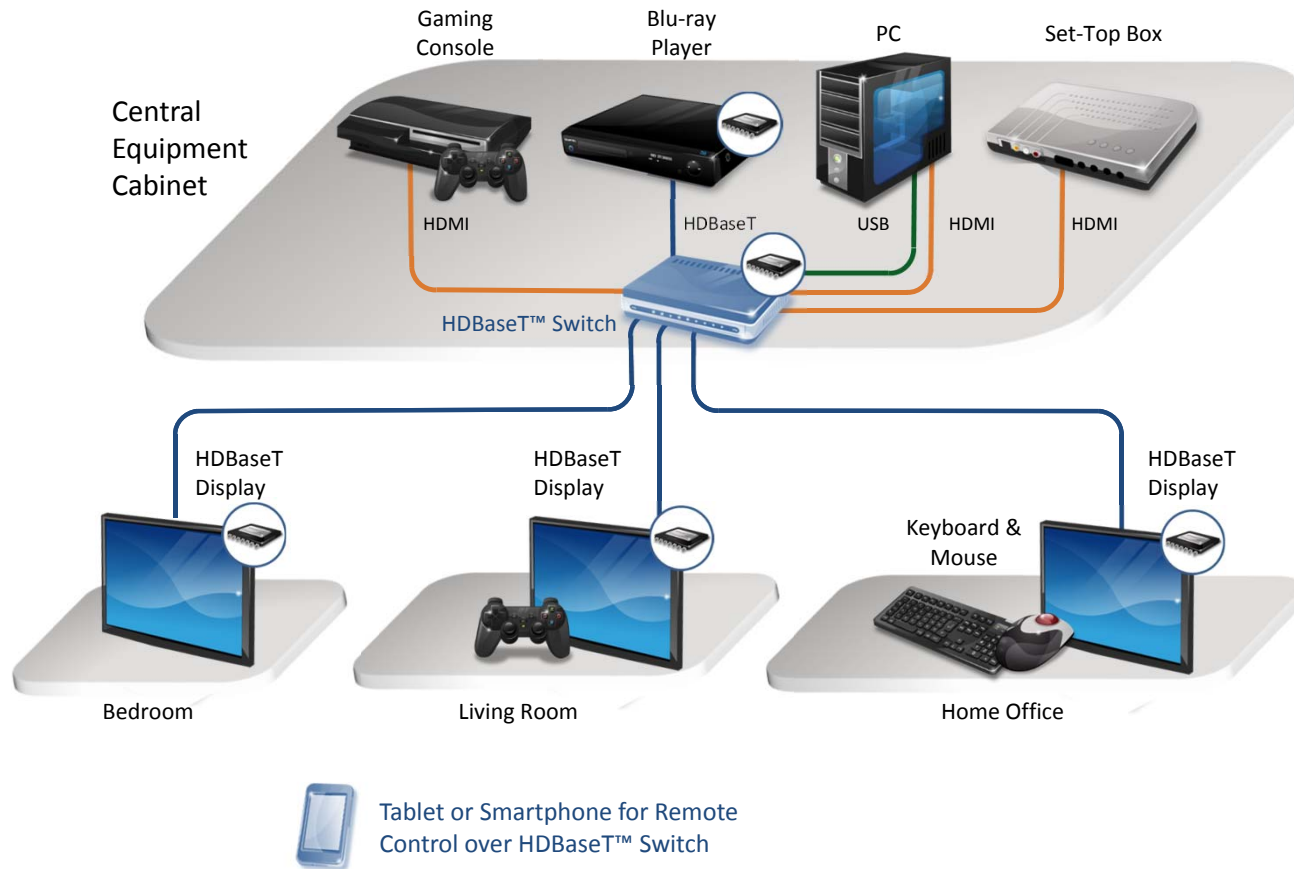 Gaming
Console
Blu-ray
Player
PC
Set-Top Box
Central
Equipment
Cabinet
HDMI
HDBaseT
USB
HDMI
HDMI
HDBaseT™ Switch
HDBaseT
Display
HDBaseT
Display
HDBaseT
Display
Keyboard &
Mouse
Bedroom
Living Room
Home Office
Tablet or Smartphone for Remote
Control over HDBaseT™ Switch